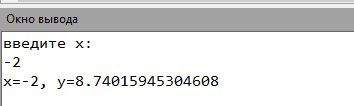 Окно вывода
введите x:
-2
x=-2, y=8.74015945304608